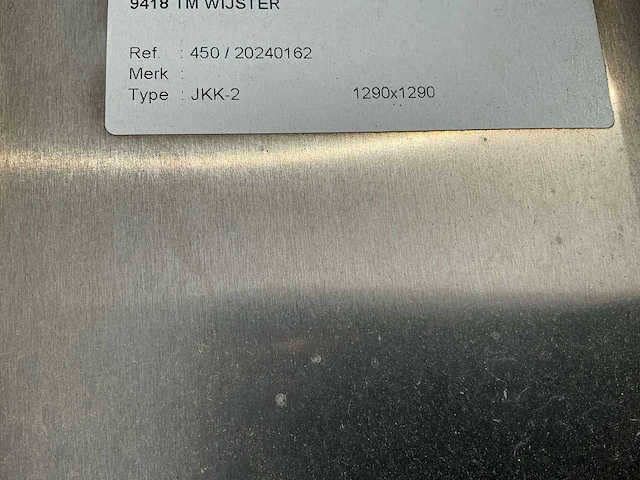 9418 TM WIJSTER
Ref. : 450 / 20240162
Merk :
Type : JKK-2 1290x1290